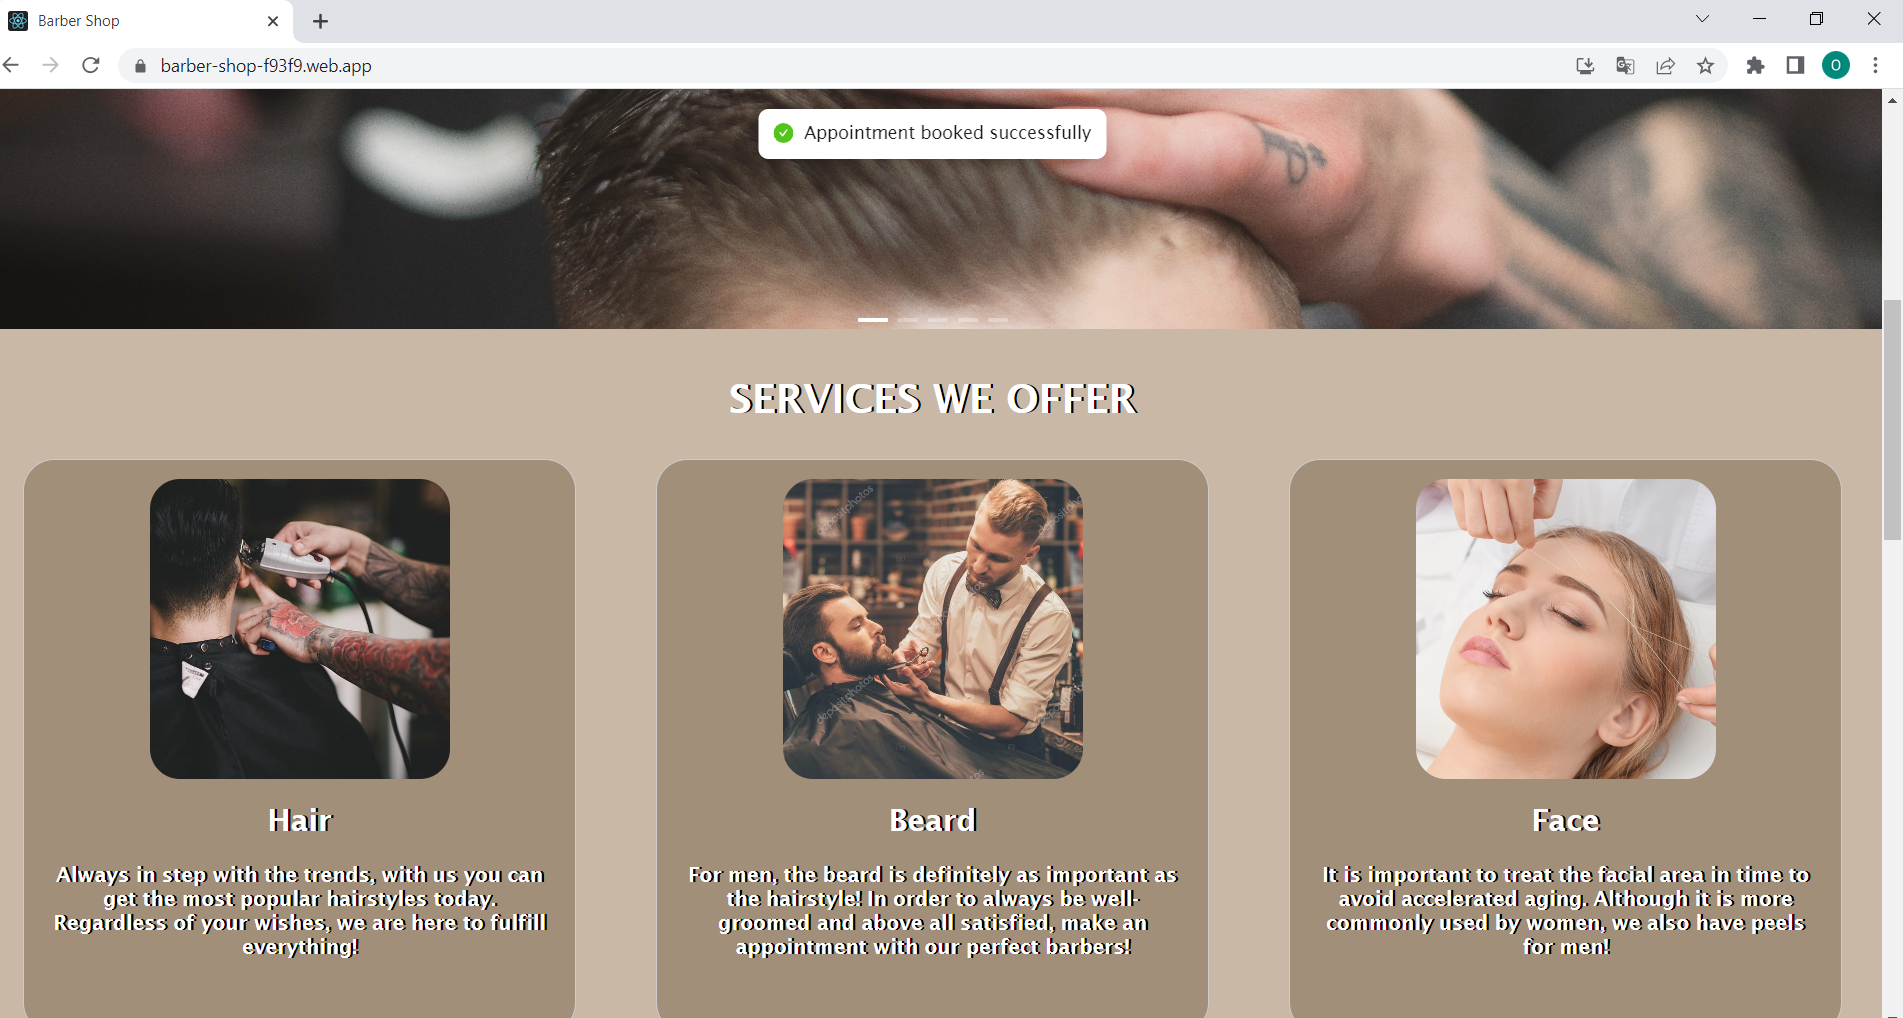 Barber Shop
barber-shop-f93f9.web.app
O
Appointment booked successfully
SERVICES WE OFFER
depositphotos
depositphotos
depositphotos
Hair
Always in step with the trends, with us you can
get the most popular hairstyles today.
Regardless of your wishes, we are here to fulfill
everything!
Beard
For men, the beard is definitely as important as
the hairstyle! In order to always be well-
groomed and above all satisfied, make an
appointment with our perfect barbers!
Face
It is important to treat the facial area in time to
avoid accelerated aging. Although it is more
commonly used by women, we also have peels
for men!